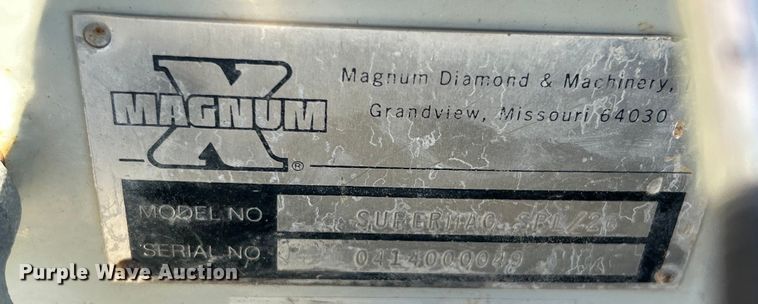 X
MAGNUM
®
Magnum Diamond & Machinery,
Grandview, Missouri 64030
MODEL NO.
SERIAL NO. 0414000049
Purple Wave Auction